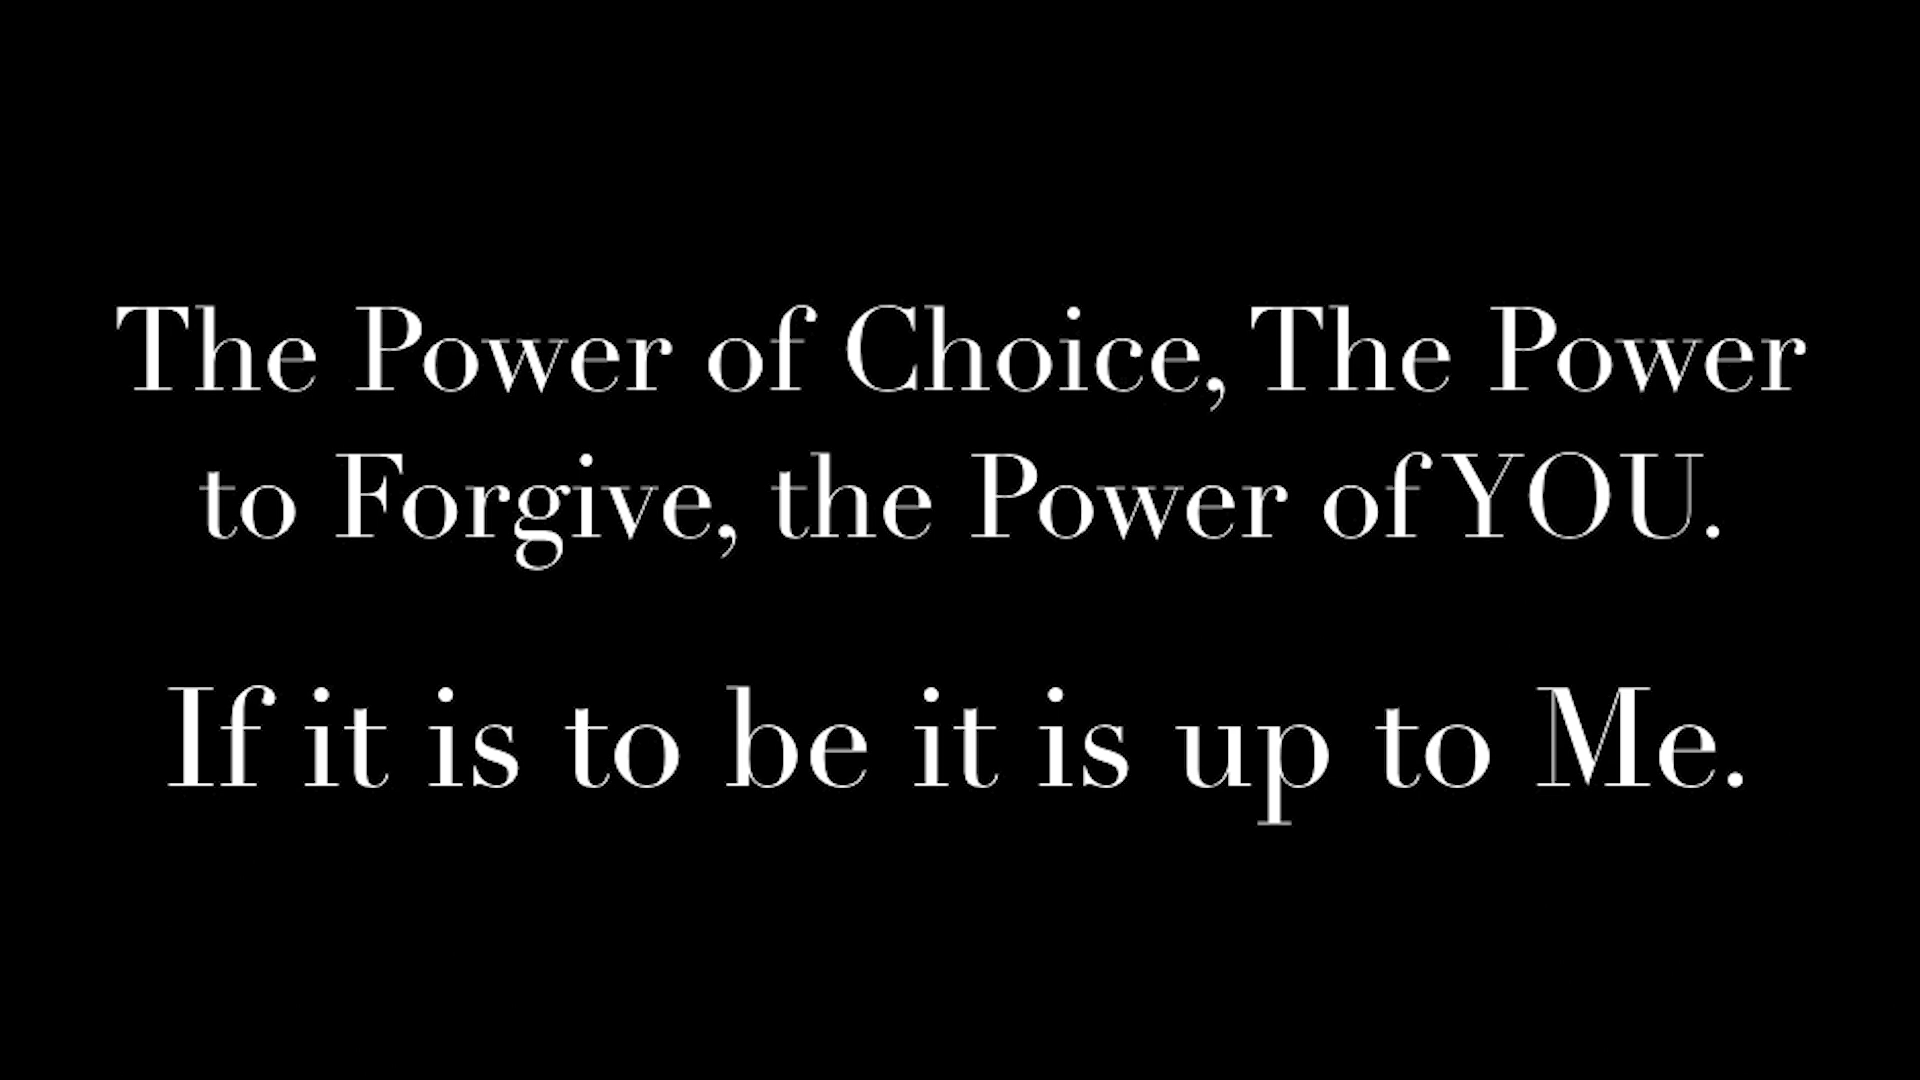 The Power of Choice, The Power
to Forgive, the Power of YOU.
If it is to be it is up to Me.